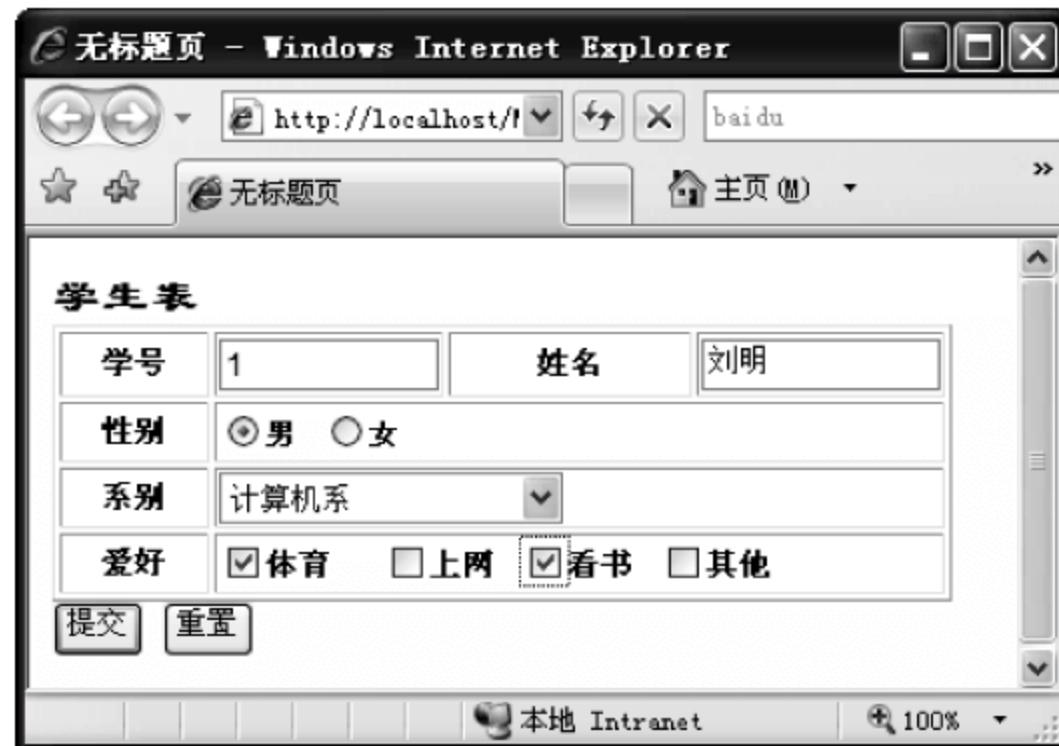 无标题页 - Windows Internet Explorer
http://localhost/ baidu
无标题页 主页(M) »
学生表
学号 1 姓名 刘明
性别 男 女
系别 计算机系
爱好 体育 上网 看书 其他
提交 重置
本地 Intranet 100%